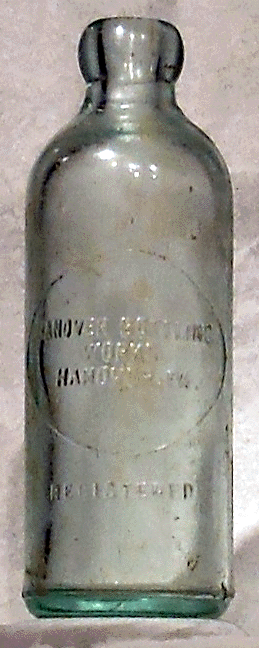 HANOVER BOTTLING
WORKS
HANOVER, PA.
REGISTERED